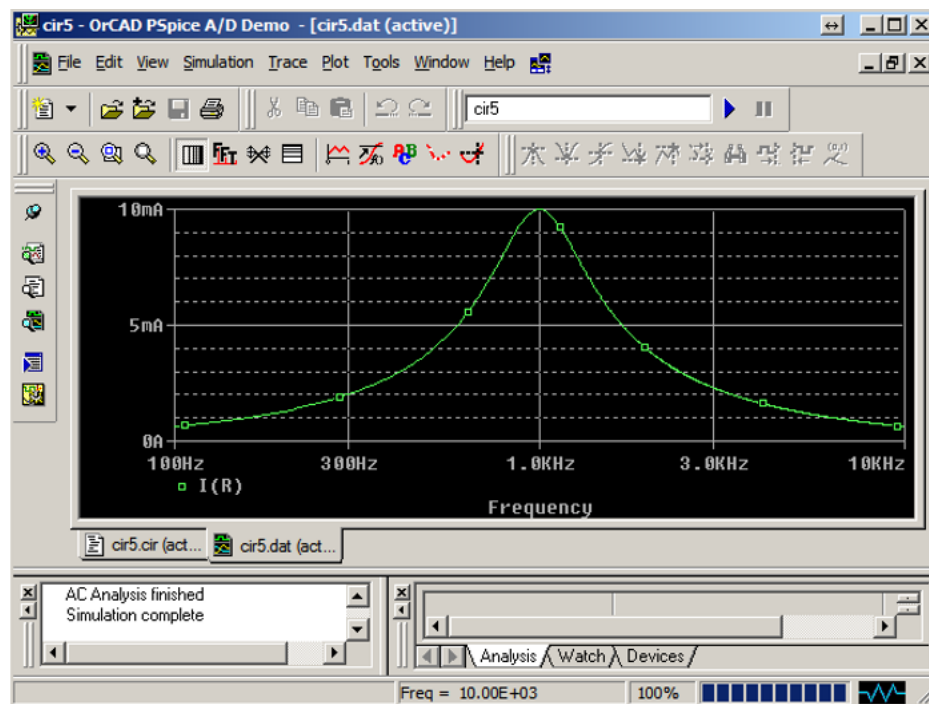 cir5 - OrCAD PSpice A/D Demo - [cir5.dat (active)]
File Edit View Simulation Trace Plot Tools Window Help
cir5
FFT
10mA
5mA
0A
100Hz 300Hz 1.0KHz 3.0KHz 10KHz
I(R)
Frequency
cir5.cir (act... cir5.dat (act...
AC Analysis finished
Simulation complete
Analysis Watch Devices
Freq = 10.00E+03 100%